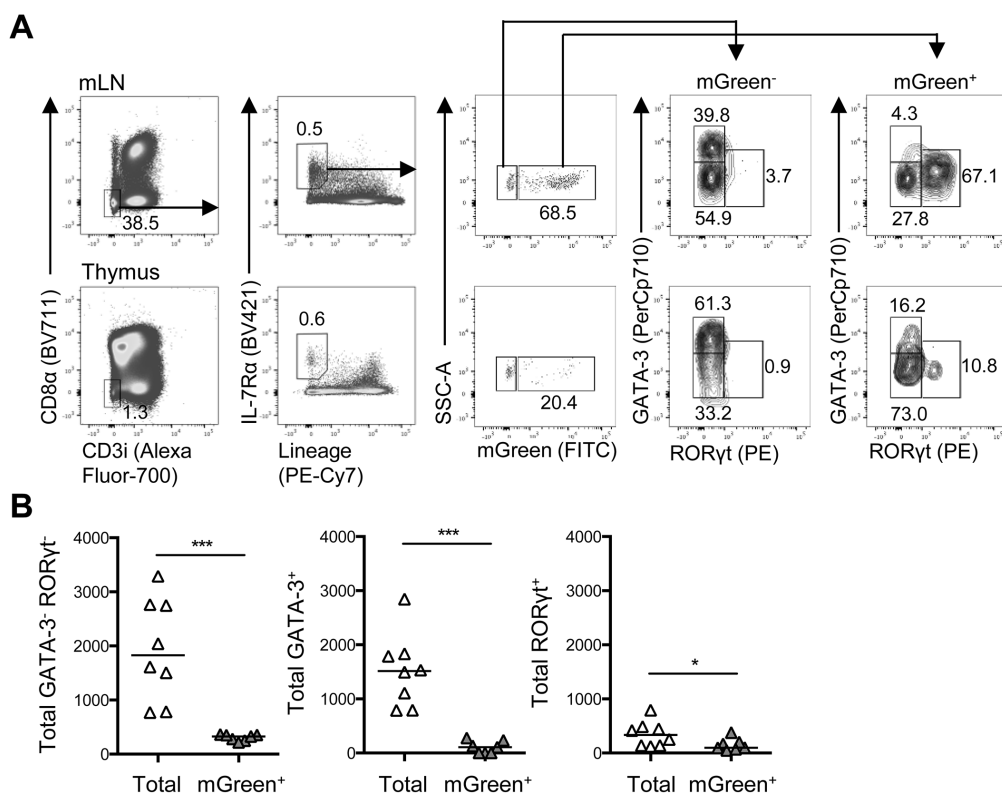 A
mLN
mGreen⁻
mGreen⁺
CD8α (BV711)
38.5
IL-7Rα (BV421)
0.5
SSC-A
68.5
GATA-3 (PerCp710)
39.8
3.7
54.9
GATA-3 (PerCp710)
4.3
67.1
27.8
Thymus
1.3
0.6
20.4
61.3
0.9
33.2
16.2
10.8
73.0
CD3i (Alexa
Fluor-700)
Lineage
(PE-Cy7)
mGreen (FITC)
RORγt (PE)
RORγt (PE)
B
Total GATA-3⁻ RORγt⁻
4000
3000
2000
1000
0
***
Total
mGreen⁺
Total GATA-3⁺
4000
3000
2000
1000
0
***
Total
mGreen⁺
Total RORγt⁺
4000
3000
2000
1000
0
*
Total
mGreen⁺